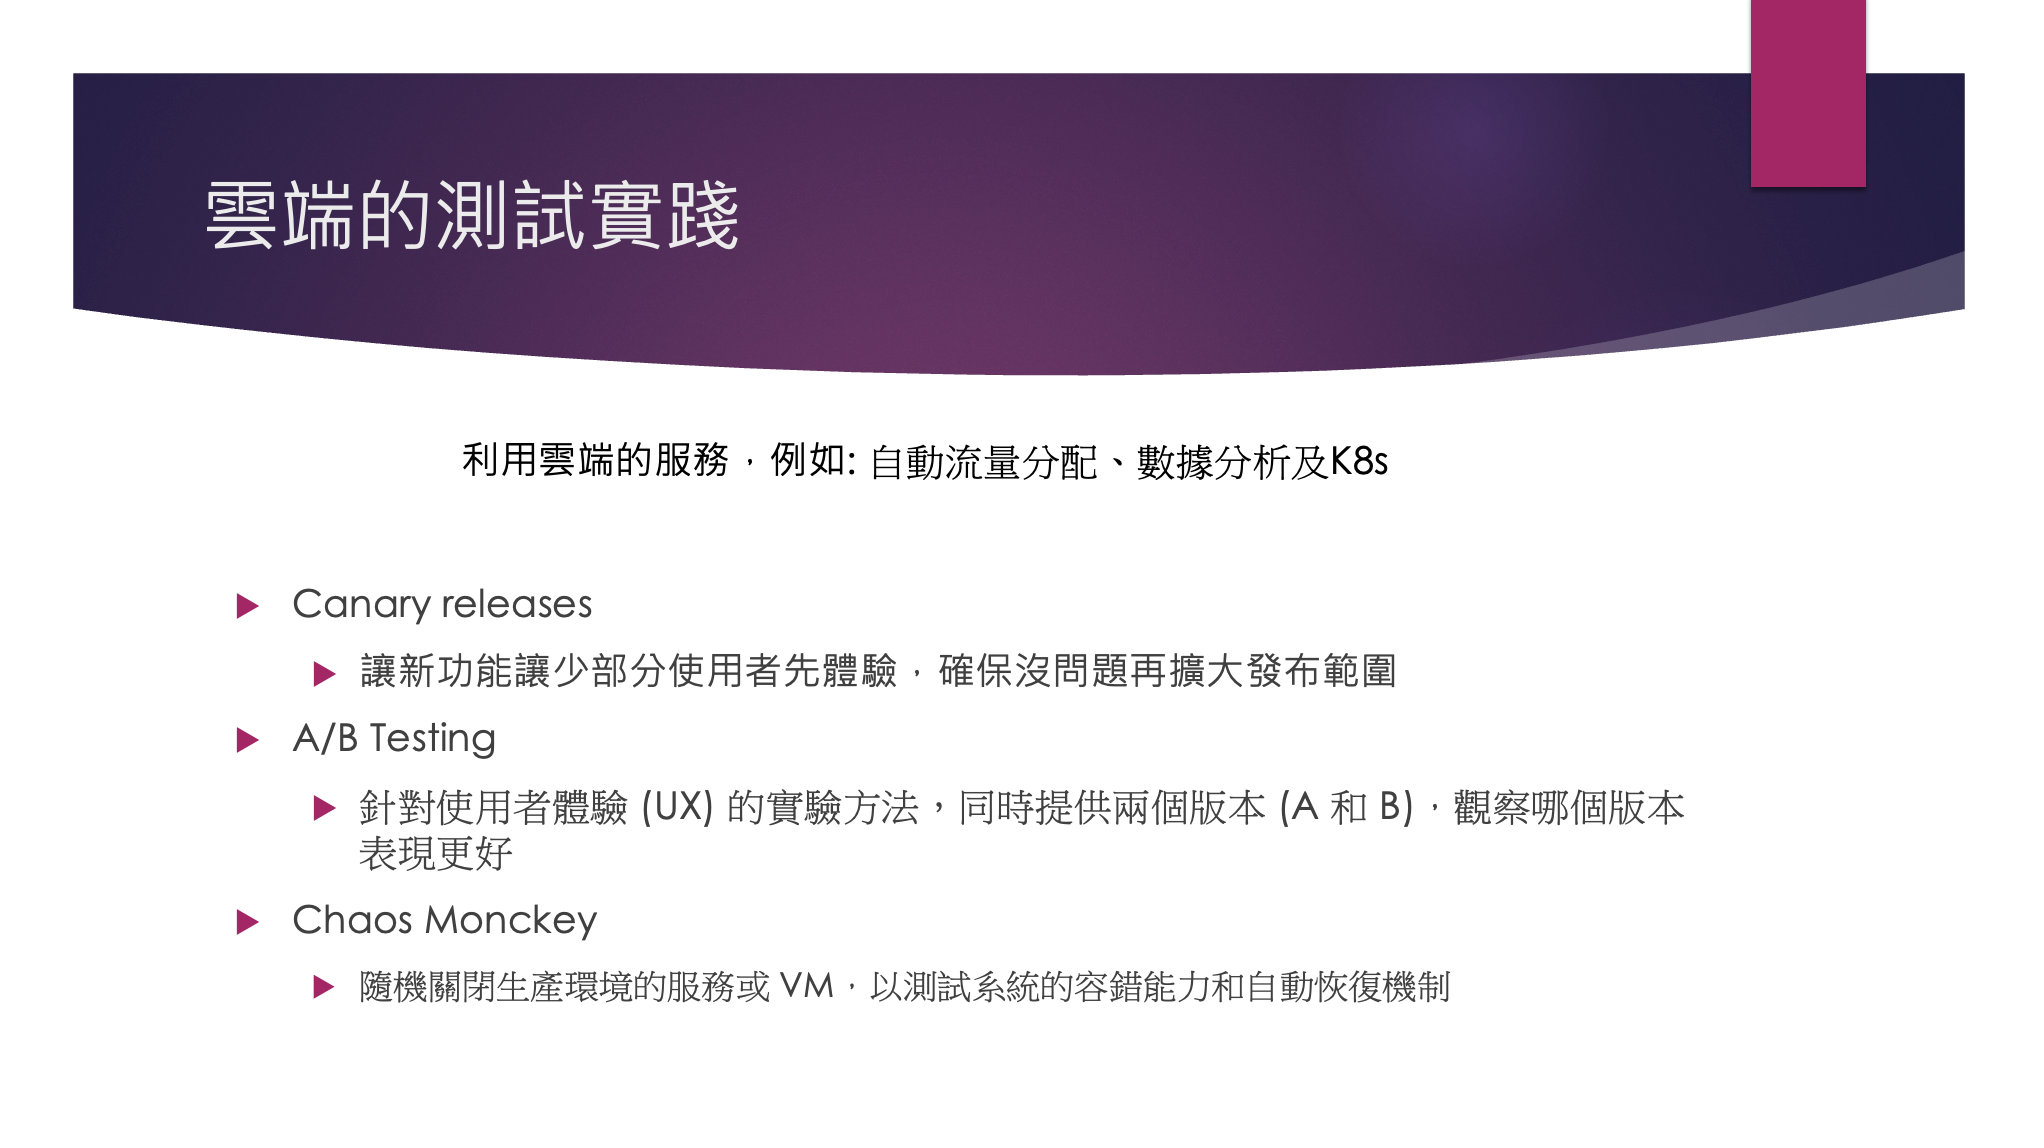 雲端的測試實踐
利用雲端的服務，例如: 自動流量分配、數據分析及K8s
Canary releases
讓新功能讓少部分使用者先體驗，確保沒問題再擴大發布範圍
A/B Testing
針對使用者體驗 (UX) 的實驗方法，同時提供兩個版本 (A 和 B)，觀察哪個版本
表現更好
Chaos Monckey
隨機關閉生產環境的服務或 VM，以測試系統的容錯能力和自動恢復機制